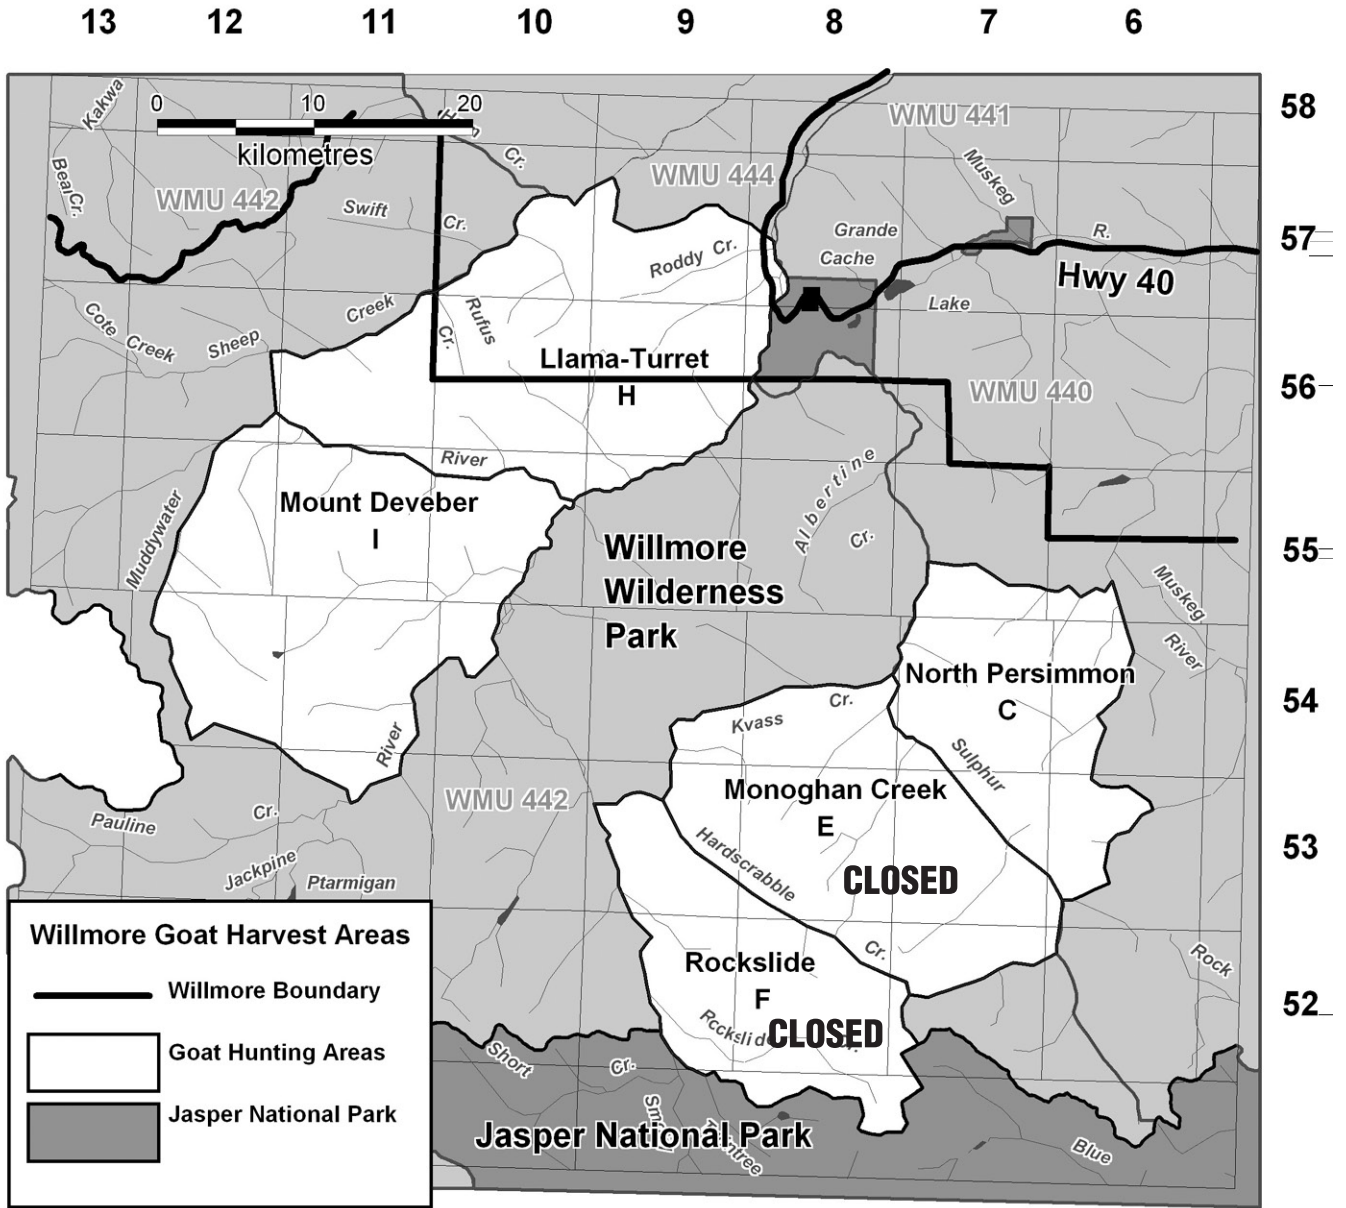 13 12 11 10 9 8 7 6
58
57
56
55
54
53
52
0 10 20
kilometres
Kakwa
Bear Cr.
WMU 442
Swift
Cr.
Cr.
WMU 444
WMU 441
Muskeg
R.
Grande
Cache
Lake
Hwy 40
Roddy Cr.
Rufus
Cr.
Cote Creek
Sheep
Creek
Llama-Turret
H
WMU 440
River
Mount Deveber
I
Muddywater
Albertine
Cr.
Willmore
Wilderness
Park
Muskeg
River
North Persimmon
C
Kvass
Cr.
Sulphur
River
Monoghan Creek
E
CLOSED
WMU 442
Hardscrabble
Cr.
Pauline
Cr.
Jackpine
Ptarmigan
Rock
Rockslide
F
CLOSED
Cr.
Short
Cr.
Jasper National Park
Blue
Willmore Goat Harvest Areas
Willmore Boundary
Goat Hunting Areas
Jasper National Park